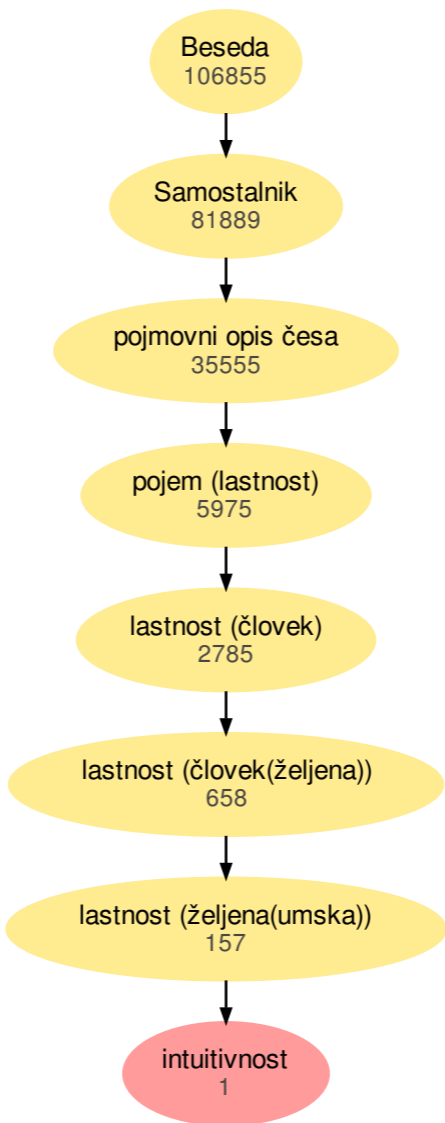 Beseda
106855
Samostalnik
81889
pojmovni opis česa
35555
pojem (lastnost)
5975
lastnost (človek)
2785
lastnost (človek(željena))
658
lastnost (željena(umska))
157
intuitivnost
1